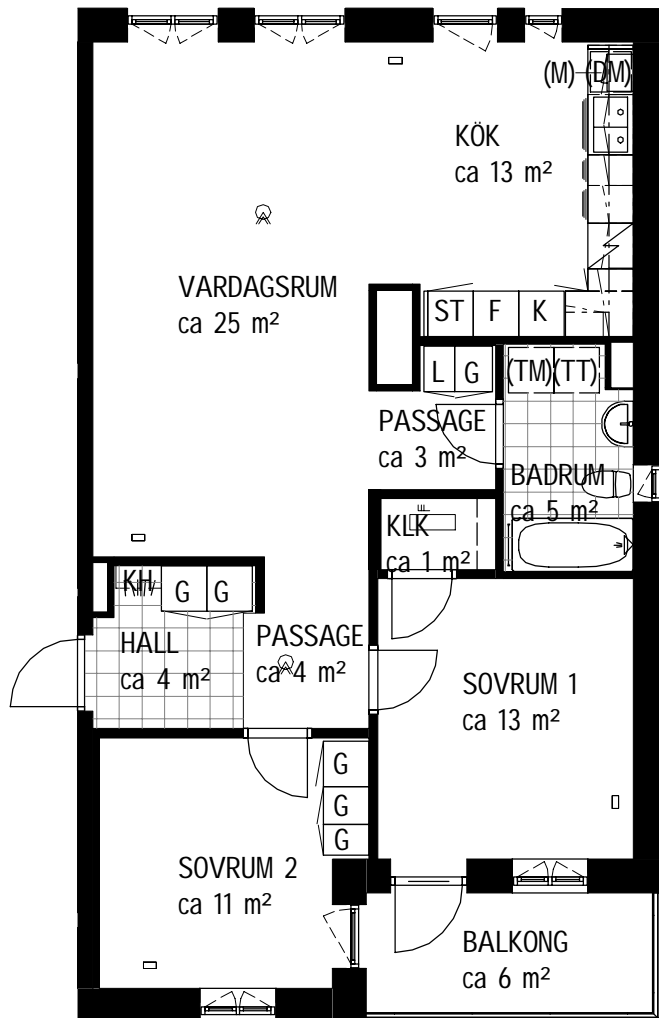 (M) (DM)
KÖK
ca 13 m²
VARDAGSRUM
ca 25 m²
ST F K
L G
(TM) (TT)
PASSAGE
ca 3 m²
BADRUM
ca 5 m²
KLK
ca 1 m²
KH G G
HALL
ca 4 m²
PASSAGE
ca 4 m²
SOVRUM 1
ca 13 m²
G
G
G
SOVRUM 2
ca 11 m²
BALKONG
ca 6 m²